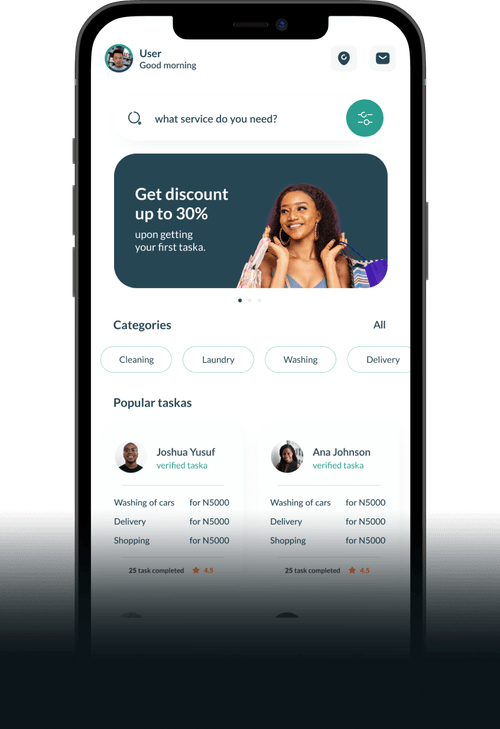 User
Good morning
what service do you need?
Get discount
up to 30%
upon getting
your first taska.
Categories
All
Cleaning
Laundry
Washing
Delivery
Popular taskas
Joshua Yusuf
verified taska
Washing of cars for N5000
Delivery for N5000
Shopping for N5000
25 task completed 4.5
Ana Johnson
verified taska
Washing of cars for N5000
Delivery for N5000
Shopping for N5000
25 task completed 4.5